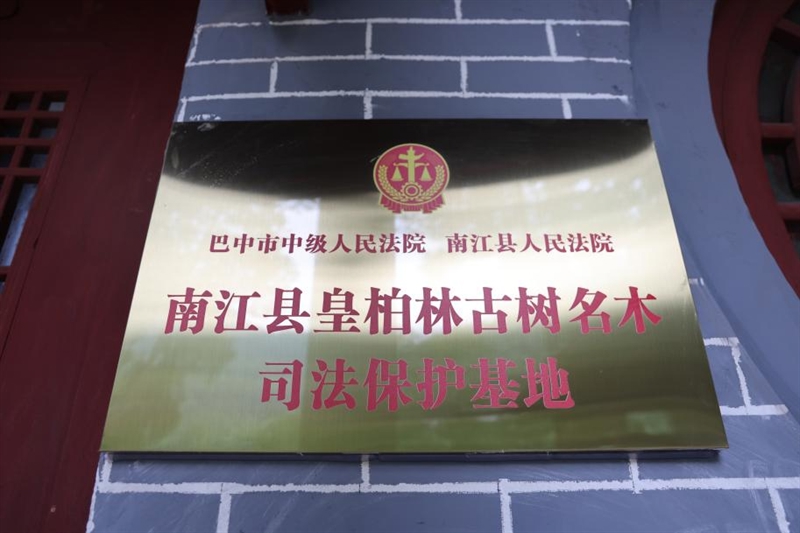 巴中市中级人民法院 南江县人民法院
南江县皇柏林古树名木
司法保护基地